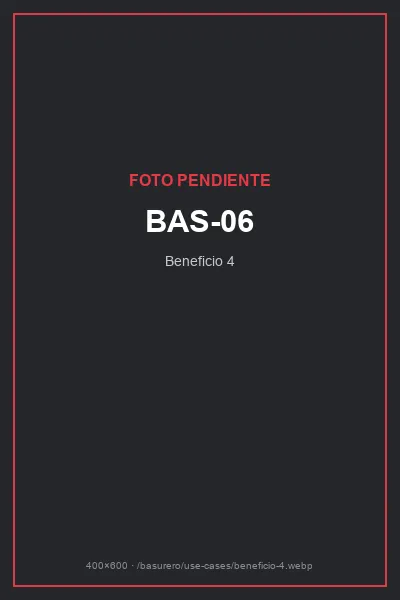 FOTO PENDIENTE
BAS-06
Beneficio 4
400×600 · /basurero/use-cases/beneficio-4.webp